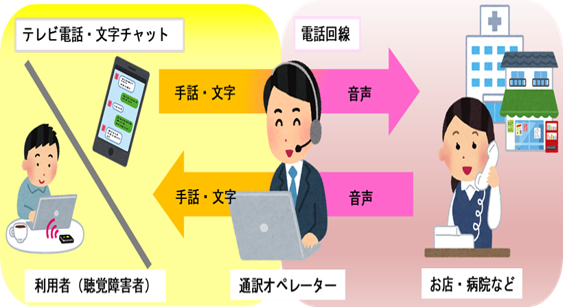 テレビ電話・文字チャット
電話回線
手話・文字
音声
手話・文字
音声
利用者（聴覚障害者）
通訳オペレーター
お店・病院など